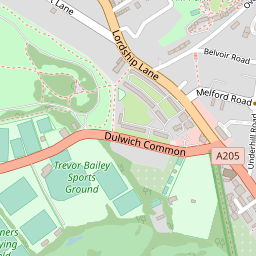 Lane
Lordship Lane
Belvoir Road
Melford Road
Underhill Road
Dulwich Common
A205
Trevor Bailey
Sports
Ground